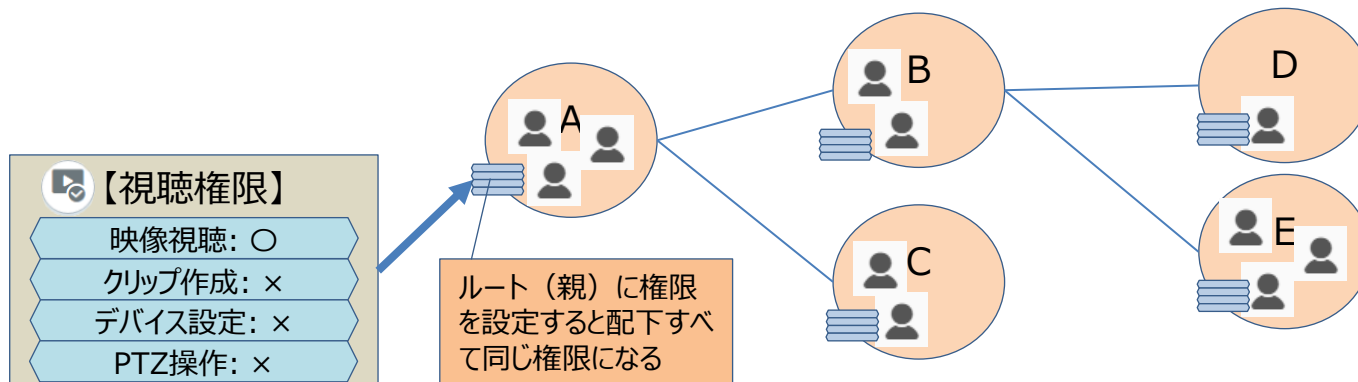 【視聴権限】
映像視聴: 〇
クリップ作成: ×
デバイス設定: ×
PTZ操作: ×
A
ルート（親）に権限
を設定すると配下すべ
て同じ権限になる
B
C
D
E